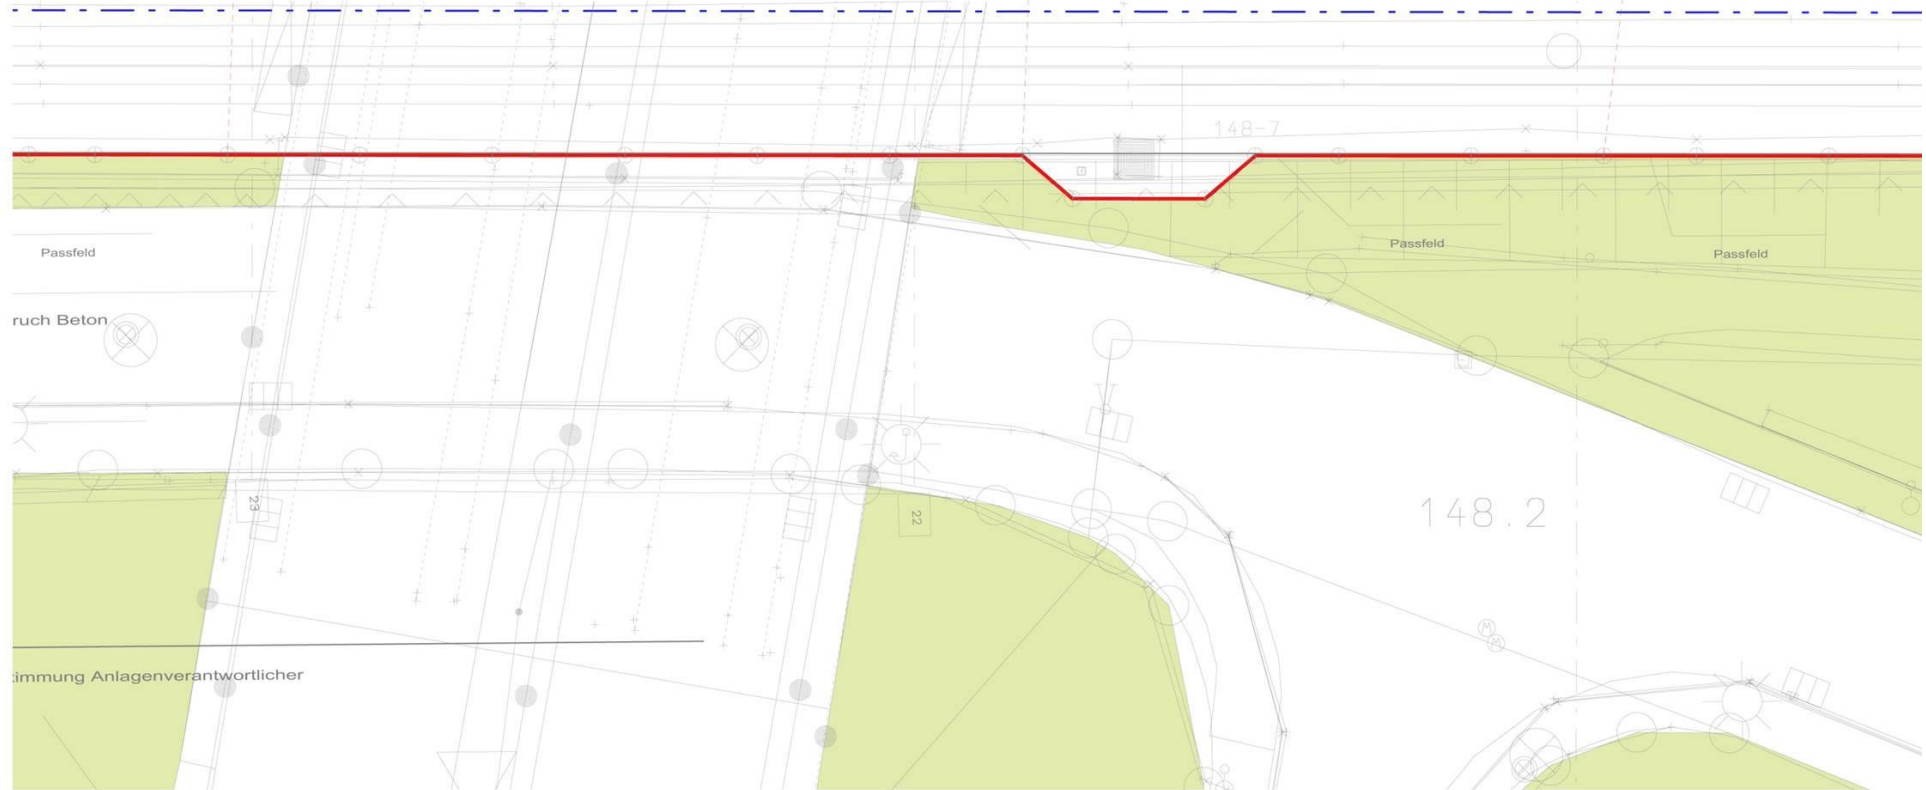 148-7
Passfeld
Passfeld
Passfeld
ruch Beton
23
22
148.2
M
M
timmung Anlagenverantwortlicher